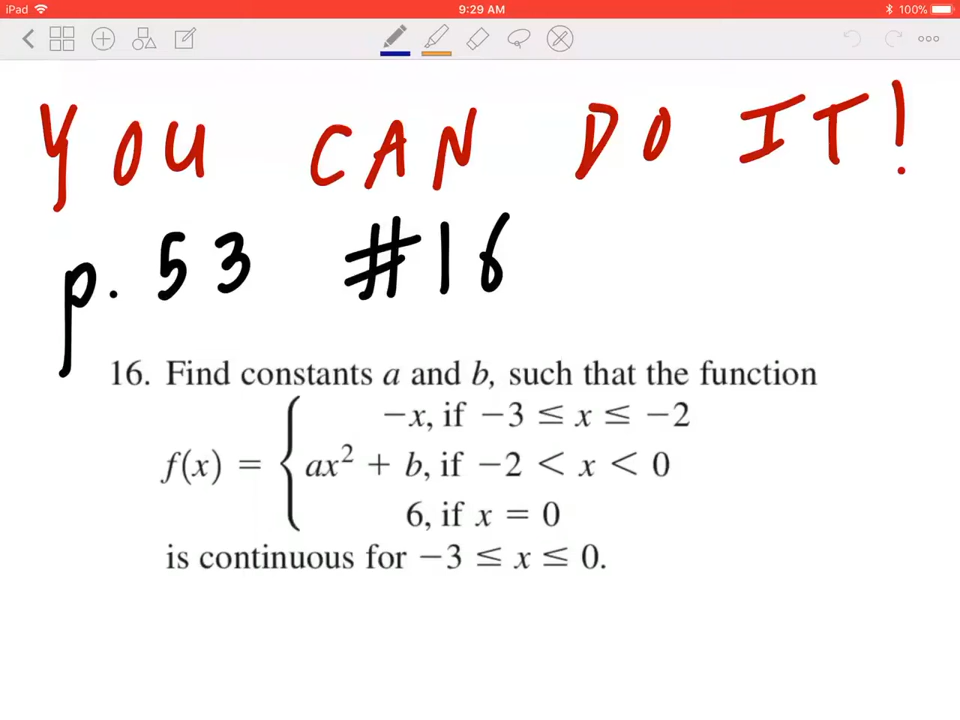 iPad 9:29 AM 100%
YOU CAN DO IT!
p. 53 #16
16. Find constants a and b, such that the function
−x, if −3 ≤ x ≤ −2
f(x) = { ax² + b, if −2 < x < 0
6, if x = 0
is continuous for −3 ≤ x ≤ 0.